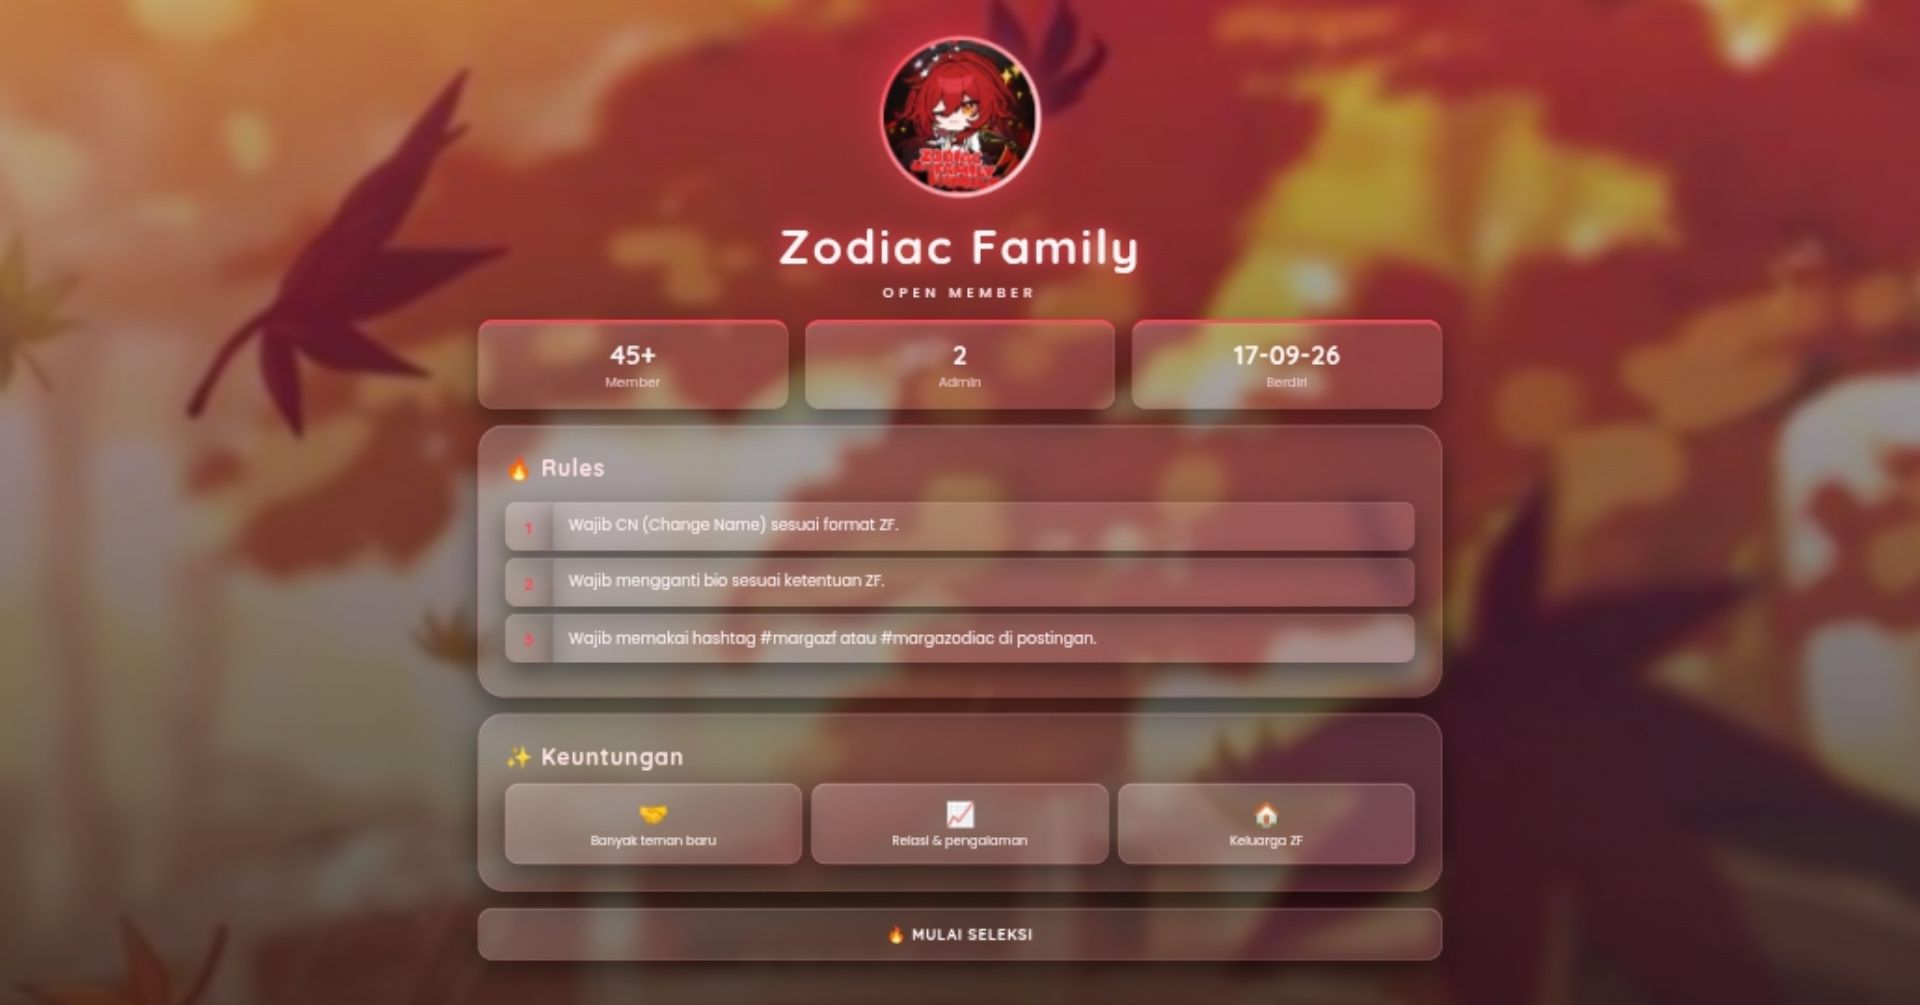 ZODIAC
FAMILY
Zodiac Family
OPEN MEMBER
45+
Member
2
Admin
17-09-26
Berdiri
Rules
1
Wajib CN (Change Name) sesuai format ZF.
2
Wajib mengganti bio sesuai ketentuan ZF.
3
Wajib memakai hashtag #margazf atau #margazodiac di postingan.
Keuntungan
Banyak teman baru
Relasi & pengalaman
Keluarga ZF
MULAI SELEKSI